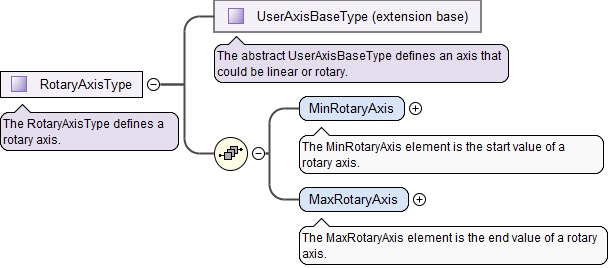 UserAxisBaseType (extension base)
The abstract UserAxisBaseType defines an axis that
could be linear or rotary.
RotaryAxisType
The RotaryAxisType defines a
rotary axis.
MinRotaryAxis
The MinRotaryAxis element is the start value of a
rotary axis.
MaxRotaryAxis
The MaxRotaryAxis element is the end value of a rotary
axis.